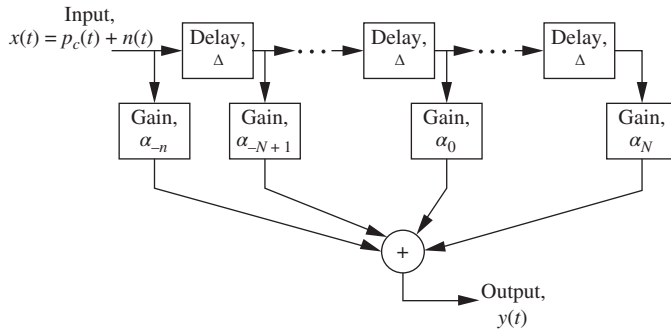 Input,
x(t) = p_c(t) + n(t)
Delay,
Δ
Delay,
Δ
Delay,
Δ
Gain,
α_{–n}
Gain,
α_{–N + 1}
Gain,
α_0
Gain,
α_N
+
Output,
y(t)